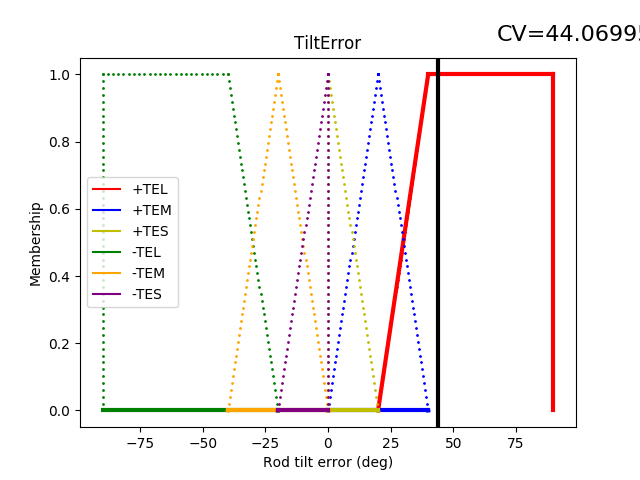 CV=44.0699
TiltError
1.0
0.8
0.6
0.4
0.2
0.0
Membership
+TEL
+TEM
+TES
-TEL
-TEM
-TES
−75
−50
−25
0
25
50
75
Rod tilt error (deg)